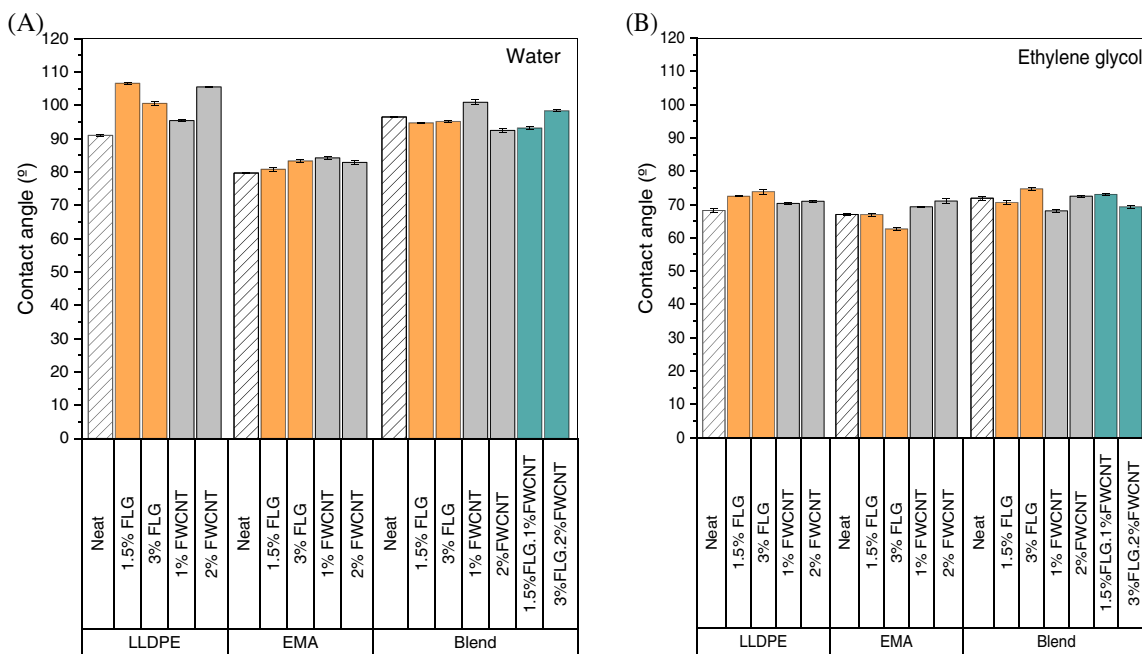 (A)
Water
Contact angle (º)
120
110
100
90
80
70
60
50
40
30
20
10
0
Neat
1.5% FLG
3% FLG
1% FWCNT
2% FWCNT
Neat
1.5% FLG
3% FLG
1% FWCNT
2% FWCNT
Neat
1.5% FLG
3% FLG
1% FWCNT
2%FWCNT
1.5%FLG.1%FWCNT
3%FLG.2%FWCNT
LLDPE
EMA
Blend
(B)
Ethylene glycol
Contact angle (º)
120
110
100
90
80
70
60
50
40
30
20
10
0
Neat
1.5% FLG
3% FLG
1% FWCNT
2% FWCNT
Neat
1.5% FLG
3% FLG
1% FWCNT
2% FWCNT
Neat
1.5% FLG
3% FLG
1% FWCNT
2%FWCNT
1.5%FLG.1%FWCNT
3%FLG.2%FWCNT
LLDPE
EMA
Blend